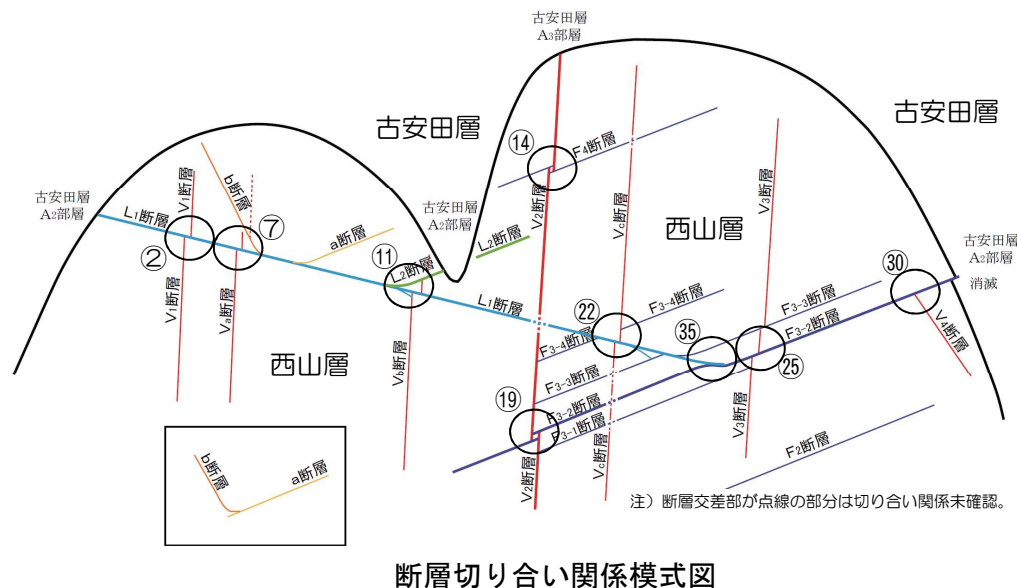 古安田層
A3部層
古安田層
古安田層
⑭
F4断層
b断層
V1断層
古安田層
A2部層
L1断層
⑦
②
a断層
古安田層
A2部層
L2断層
⑪
L2断層
V2断層
Vc断層
V3断層
西山層
古安田層
A2部層
消滅
㉚
V1断層
Va断層
L1断層
㉒
F3-4断層
F3-3断層
F3-2断層
㉟
F3-4断層
西山層
Vb断層
F3-3断層
㉕
V4断層
⑲
F3-2断層
F3-1断層
V3断層
F2断層
V2断層
Vc断層
b断層
a断層
注）断層交差部が点線の部分は切り合い関係未確認。
断層切り合い関係模式図